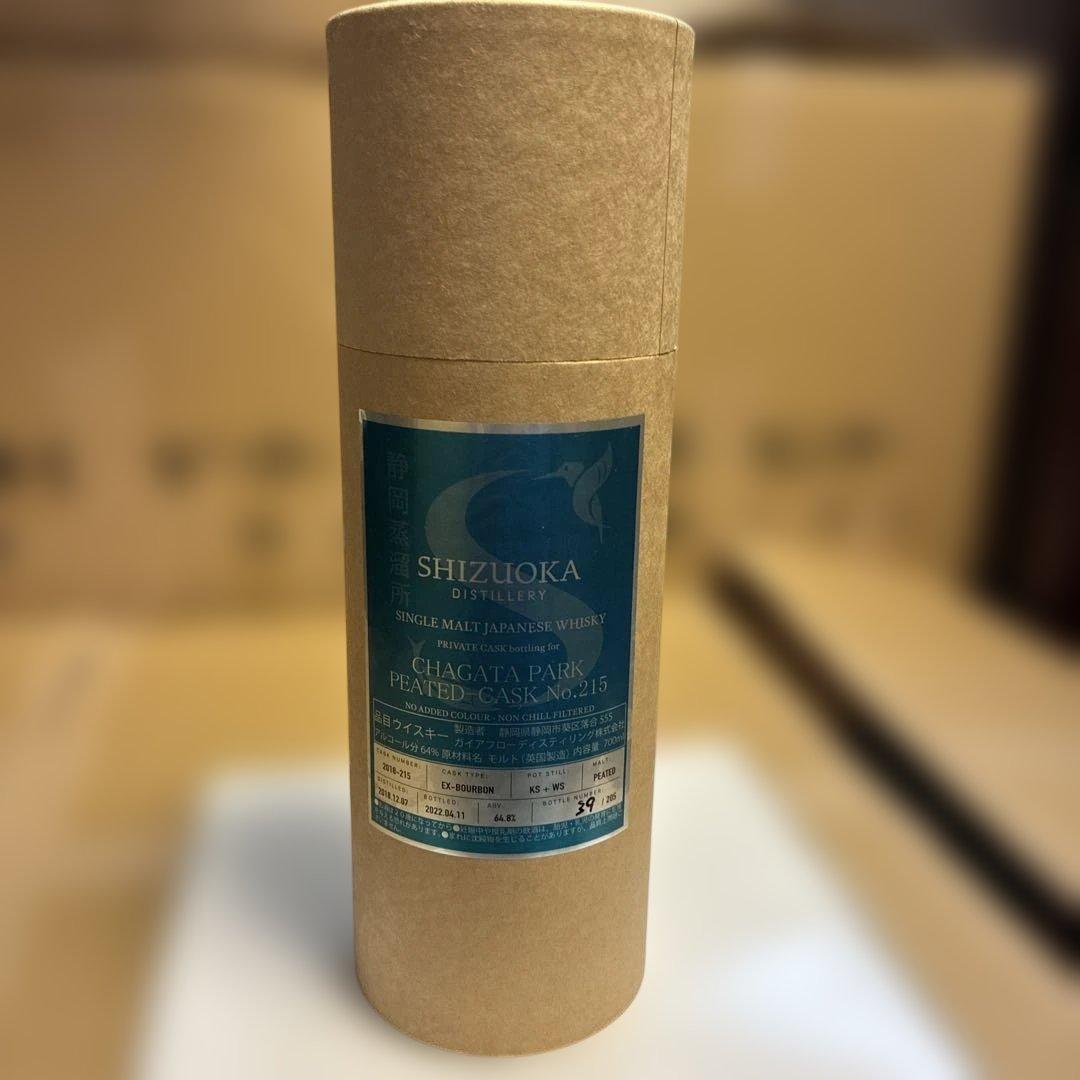 静岡蒸溜所
SHIZUOKA
DISTILLERY
SINGLE MALT JAPANESE WHISKY
PRIVATE CASK bottling for
CHAGATA PARK
PEATED CASK No.215
NO ADDED COLOUR - NON CHILL FILTERED
品目ウイスキー 製造者 静岡県静岡市葵区落合555
ガイアフローディスティリング株式会社
アルコール分 64% 原材料名 モルト(英国製造) 内容量 700ml
CASK NUMBER: CASK TYPE: POT STILL: MALT:
2018-215 EX-BOURBON KS + WS PEATED
DISTILLED: BOTTLED: ABV: BOTTLE NUMBER:
2018.12.07 2022.04.11 64.8% 39 / 205